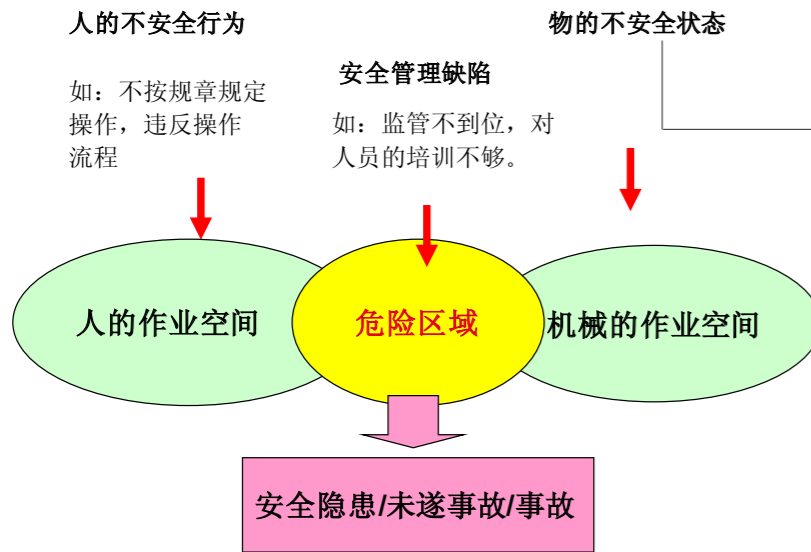 人的不安全行为
如：不按规章规定
操作，违反操作
流程
安全管理缺陷
如：监管不到位，对
人员的培训不够。
物的不安全状态
人的作业空间
危险区域
机械的作业空间
安全隐患/未遂事故/事故